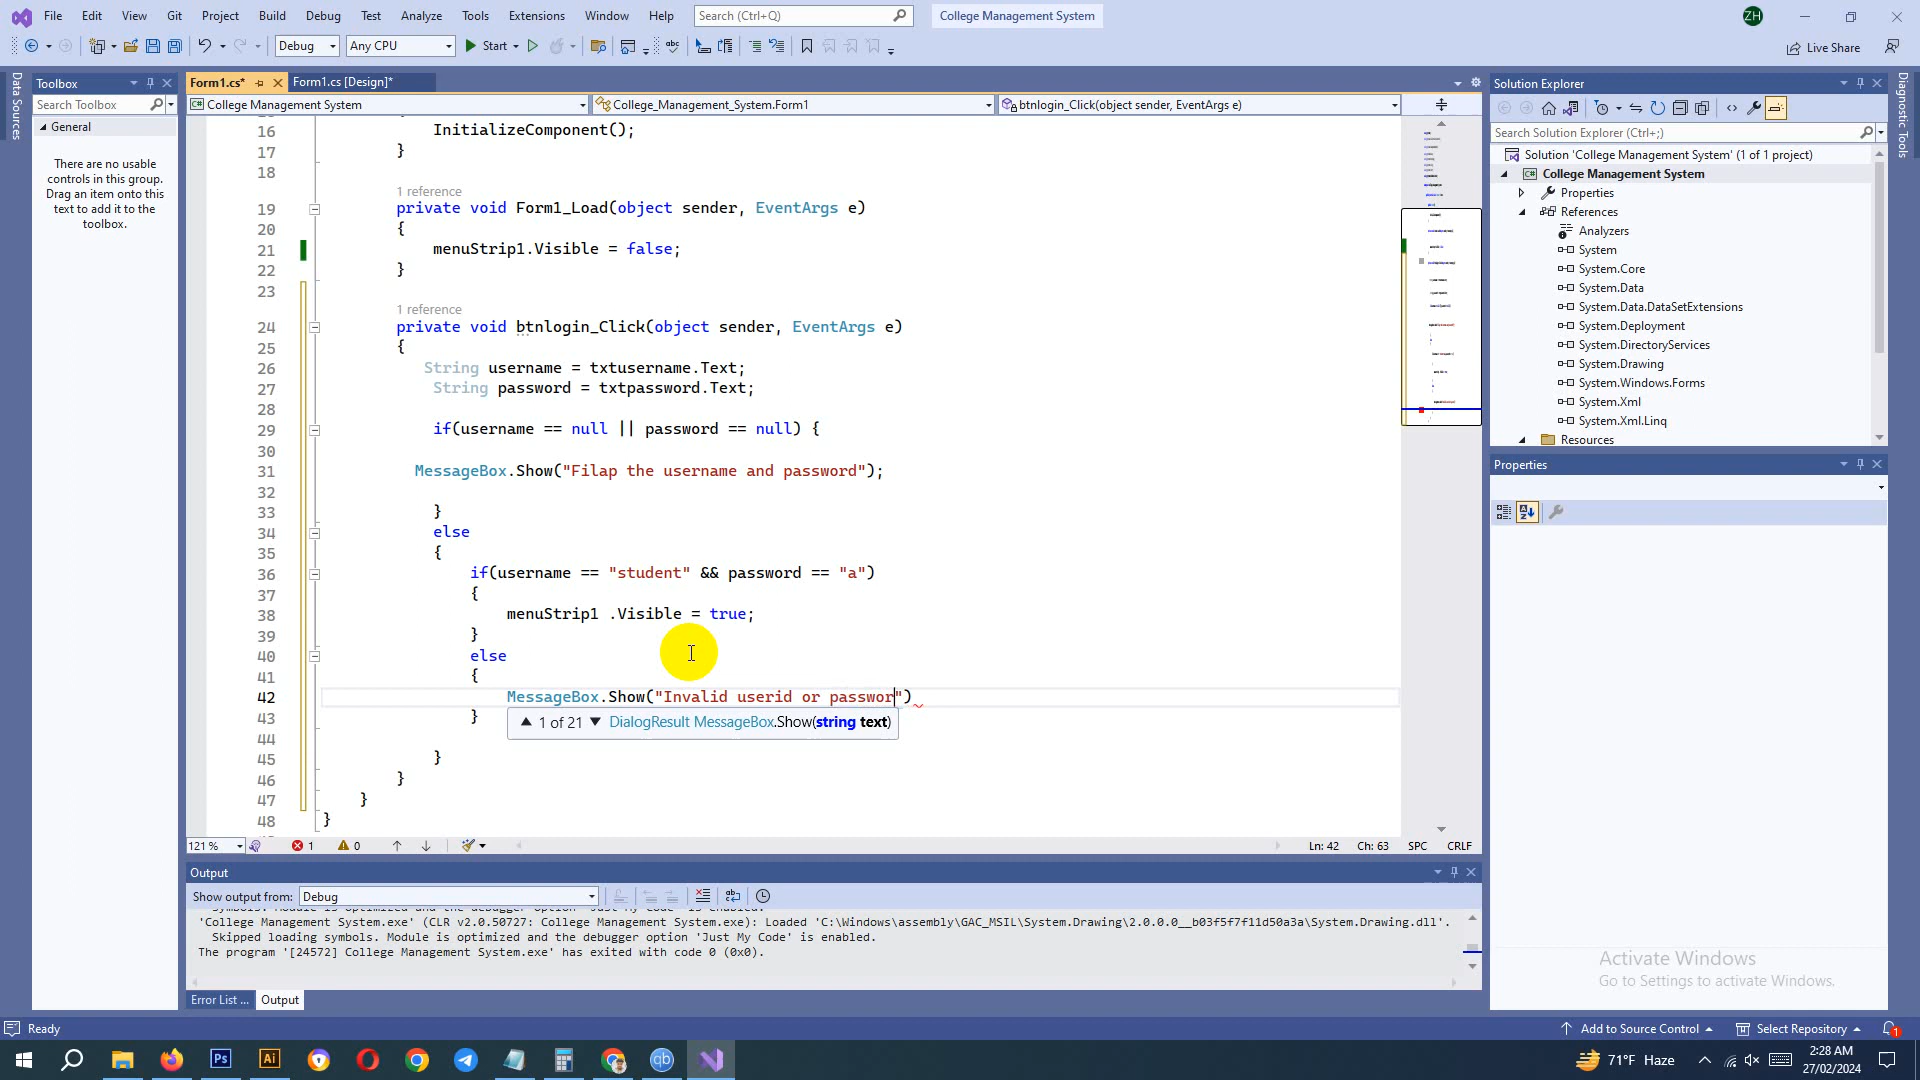 File Edit View Git Project Build Debug Test Analyze Tools Extensions Window Help Search (Ctrl+Q) College Management System ZH
Debug Any CPU Start Live Share
Data Sources
Toolbox
Search Toolbox
General
There are no usable
controls in this group.
Drag an item onto this
text to add it to the
toolbox.
Form1.cs* Form1.cs [Design]*
College Management System College_Management_System.Form1 btnlogin_Click(object sender, EventArgs e)
16 InitializeComponent();
17 }
18
1 reference
19 private void Form1_Load(object sender, EventArgs e)
20 {
21 menuStrip1.Visible = false;
22 }
23
1 reference
24 private void btnlogin_Click(object sender, EventArgs e)
25 {
26 String username = txtusername.Text;
27 String password = txtpassword.Text;
28
29 if(username == null || password == null) {
30
31 MessageBox.Show("Filap the username and password");
32
33 }
34 else
35 {
36 if(username == "student" && password == "a")
37 {
38 menuStrip1 .Visible = true;
39 }
40 else
41 {
42 MessageBox.Show("Invalid userid or passwor")
43 }
1 of 21 DialogResult MessageBox.Show(string text)
44
45 }
46 }
47 }
48 }
121 % 1 0 Ln: 42 Ch: 63 SPC CRLF
Output
Show output from: Debug
'College Management System.exe' (CLR v2.0.50727: College Management System.exe): Loaded 'C:\Windows\assembly\GAC_MSIL\System.Drawing\2.0.0.0__b03f5f7f11d50a3a\System.Drawing.dll'.
Skipped loading symbols. Module is optimized and the debugger option 'Just My Code' is enabled.
The program '[24572] College Management System.exe' has exited with code 0 (0x0).
Error List ... Output
Solution Explorer
Search Solution Explorer (Ctrl+;)
Solution 'College Management System' (1 of 1 project)
College Management System
Properties
References
Analyzers
System
System.Core
System.Data
System.Data.DataSetExtensions
System.Deployment
System.DirectoryServices
System.Drawing
System.Windows.Forms
System.Xml
System.Xml.Linq
Resources
Properties
Diagnostic Tools
Activate Windows
Go to Settings to activate Windows.
Ready Add to Source Control Select Repository 1
Ps Ai qb 71°F Haze 2:28 AM
27/02/2024